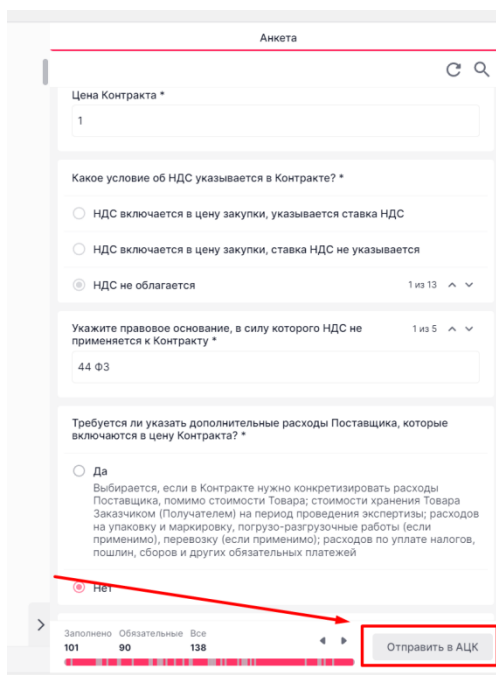 Анкета
Цена Контракта *
1
Какое условие об НДС указывается в Контракте? *
НДС включается в цену закупки, указывается ставка НДС
НДС включается в цену закупки, ставка НДС не указывается
НДС не облагается 1 из 13
Укажите правовое основание, в силу которого НДС не 1 из 5
применяется к Контракту *
44 ФЗ
Требуется ли указать дополнительные расходы Поставщика, которые
включаются в цену Контракта? *
Да
Выбирается, если в Контракте нужно конкретизировать расходы
Поставщика, помимо стоимости Товара; стоимости хранения Товара
Заказчиком (Получателем) на период проведения экспертизы; расходов
на упаковку и маркировку, погрузо-разгрузочные работы (если
применимо), перевозку (если применимо); расходов по уплате налогов,
пошлин, сборов и других обязательных платежей
Нет
Заполнено Обязательные Все
101 90 138
Отправить в АЦК